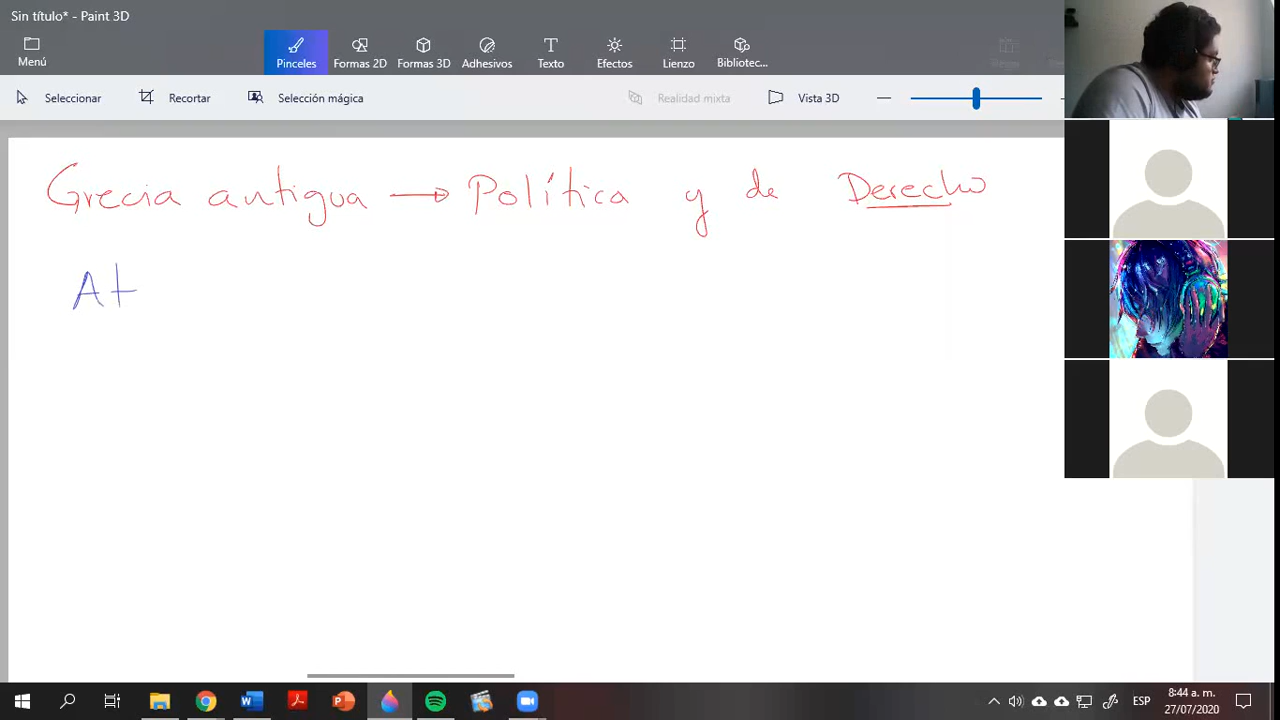 Sin título* - Paint 3D
Menú
Pinceles
Formas 2D
Formas 3D
Adhesivos
Texto
Efectos
Lienzo
Bibliotec...
Seleccionar
Recortar
Selección mágica
Realidad mixta
Vista 3D
Grecia antigua → Política y de Derecho
At
8:44 a. m.
ESP
27/07/2020